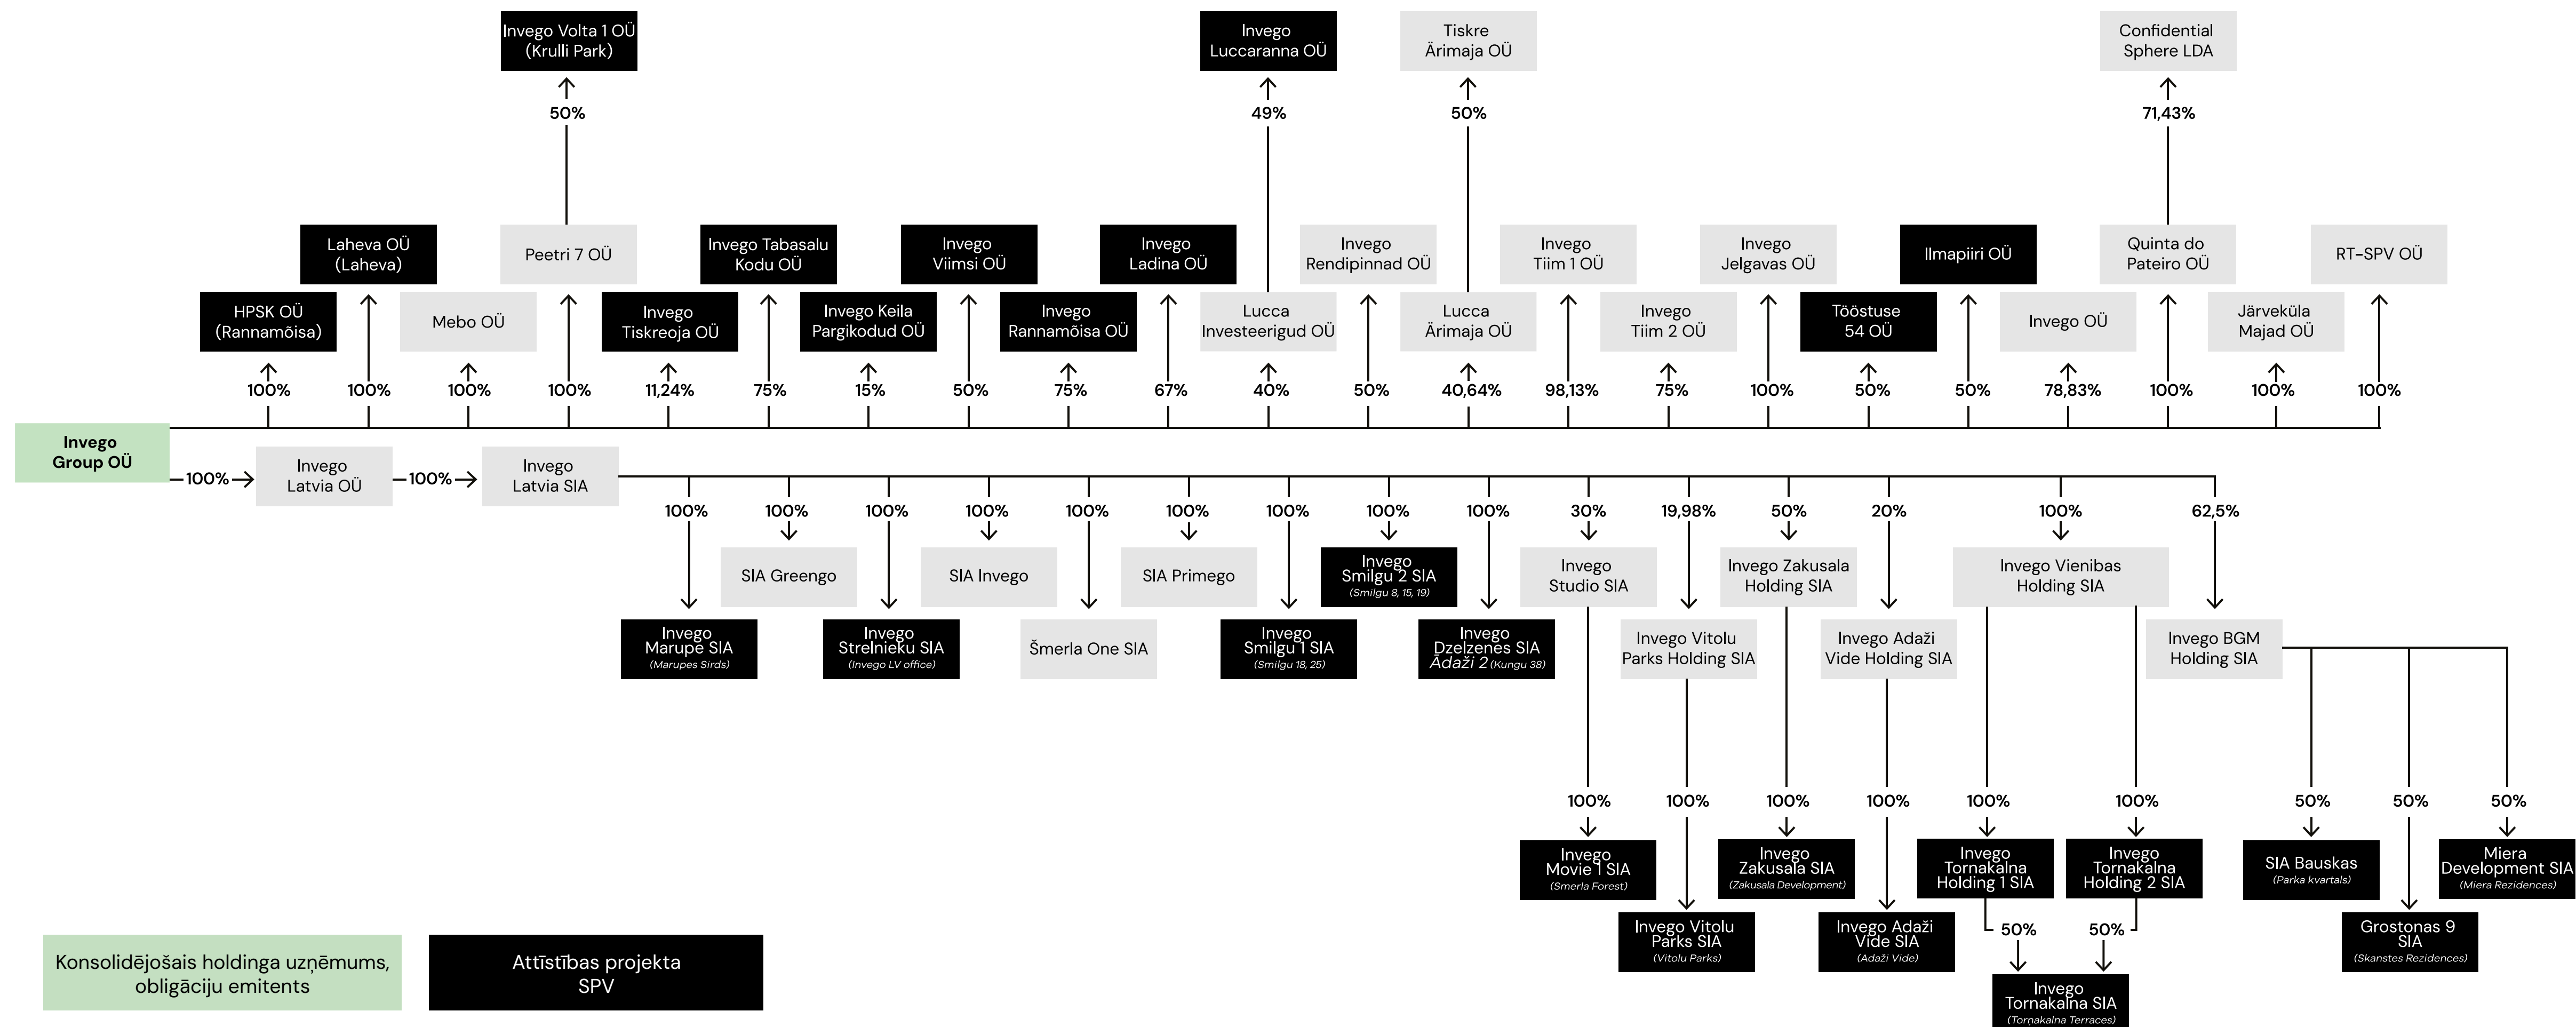 Invego Volta 1 OÜ
(Krulli Park)
Invego
Luccaranna OÜ
Tiskre
Ärimaja OÜ
Confidential
Sphere LDA
50%
49%
50%
71,43%
Laheva OÜ
(Laheva)
Peetri 7 OÜ
Invego Tabasalu
Kodu OÜ
Invego
Viimsi OÜ
Invego
Ladina OÜ
Invego
Rendipinnad OÜ
Invego
Tiim 1 OÜ
Invego
Jelgavas OÜ
Ilmapiiri OÜ
Quinta do
Pateiro OÜ
RT-SPV OÜ
HPSK OÜ
(Rannamõisa)
Mebo OÜ
Invego
Tiskreoja OÜ
Invego Keila
Pargikodud OÜ
Invego
Rannamõisa OÜ
Lucca
Investeerigud OÜ
Lucca
Ärimaja OÜ
Invego
Tiim 2 OÜ
Tööstuse
54 OÜ
Invego OÜ
Järveküla
Majad OÜ
100%
100%
100%
100%
11,24%
75%
15%
50%
75%
67%
40%
50%
40,64%
98,13%
75%
100%
50%
50%
78,83%
100%
100%
100%
Invego
Group OÜ
100%
Invego
Latvia OÜ
100%
Invego
Latvia SIA
100%
100%
100%
100%
100%
100%
100%
100%
100%
30%
19,98%
50%
20%
100%
62,5%
SIA Greengo
SIA Invego
SIA Primego
Invego
Smilgu 2 SIA
(Smilgu 8, 15, 19)
Invego
Studio SIA
Invego Zakusala
Holding SIA
Invego Vienibas
Holding SIA
Invego
Marupe SIA
(Marupes Sirds)
Invego
Strelnieku SIA
(Invego LV office)
Šmerla One SIA
Invego
Smilgu 1 SIA
(Smilgu 18, 25)
Invego
Dzelzenes SIA
Ādaži 2 (Kungu 38)
Invego Vitolu
Parks Holding SIA
Invego Adaži
Vide Holding SIA
Invego BGM
Holding SIA
100%
100%
100%
100%
100%
100%
50%
50%
50%
Invego
Movie 1 SIA
(Smerla Forest)
Invego
Zakusala SIA
(Zakusala Development)
Invego
Tornakalna
Holding 1 SIA
Invego
Tornakalna
Holding 2 SIA
SIA Bauskas
(Parka kvartals)
Miera
Development SIA
(Miera Rezidences)
Invego Vitolu
Parks SIA
(Vitolu Parks)
Invego Adaži
Vide SIA
(Adaži Vide)
50%
50%
Grostonas 9
SIA
(Skanstes Rezidences)
Invego
Tornakalna SIA
(Torņakalna Terraces)
Konsolidējošais holdinga uzņēmums,
obligāciju emitents
Attīstības projekta
SPV